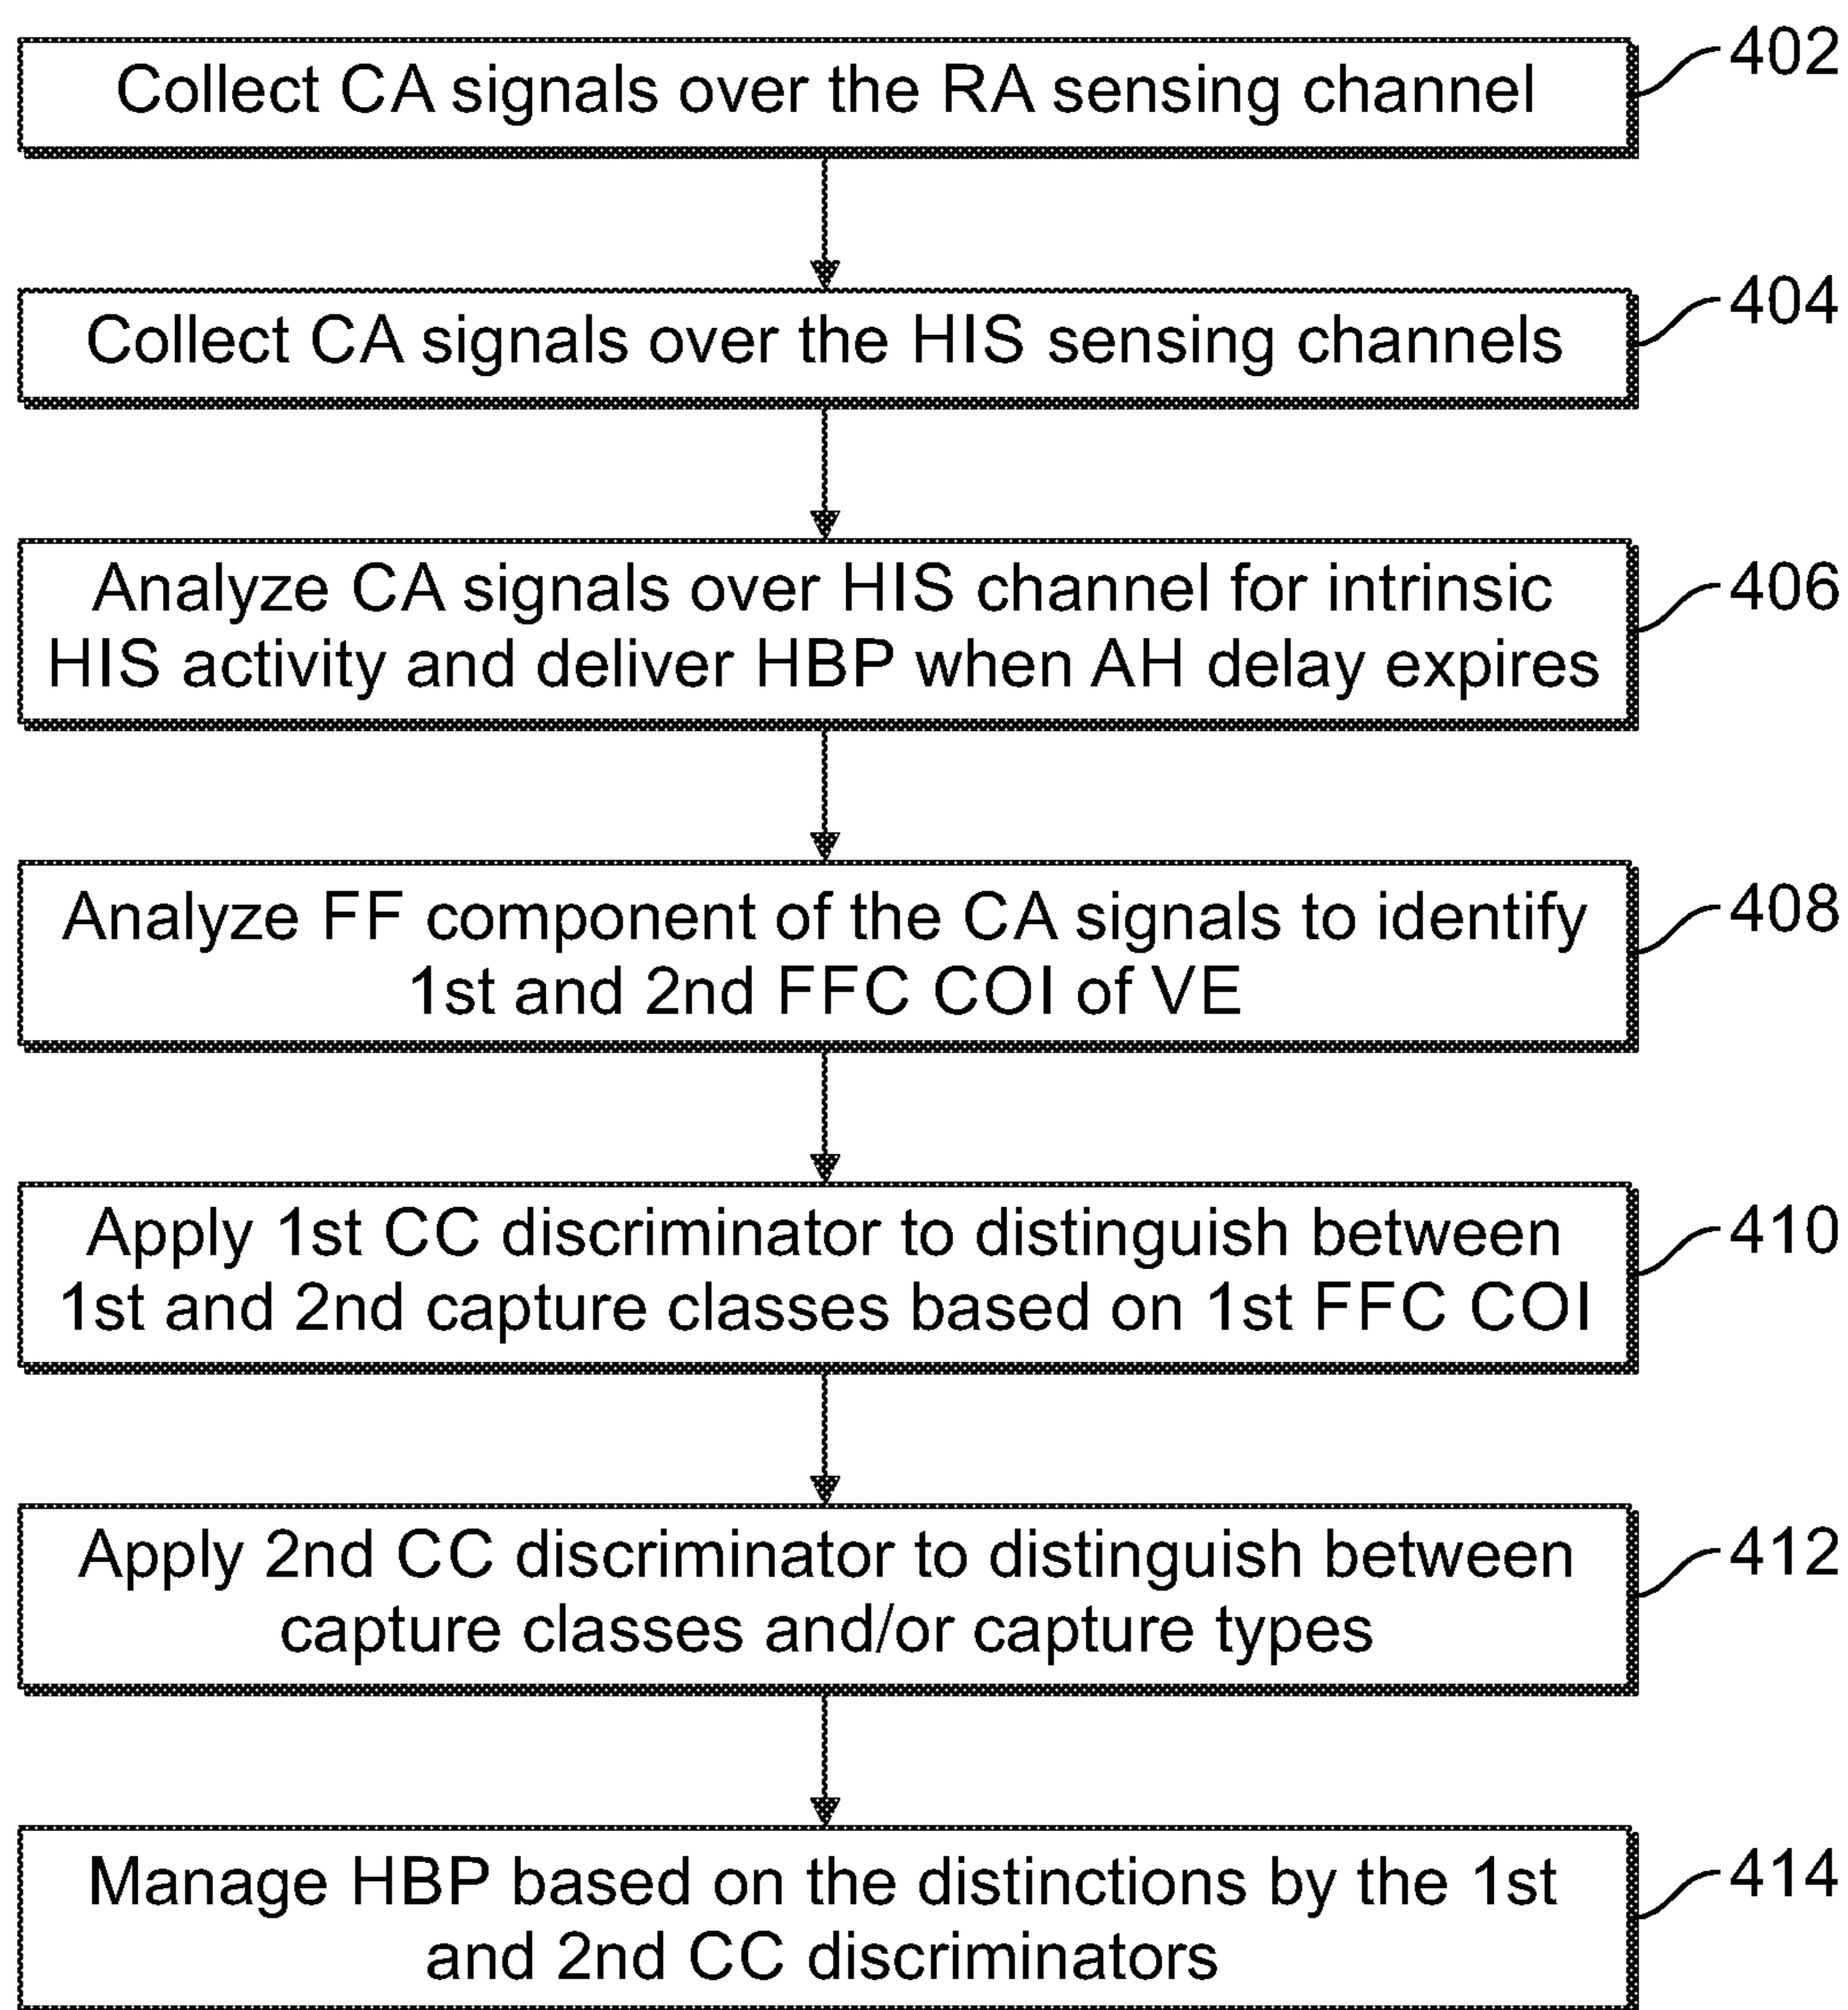 Collect CA signals over the RA sensing channel
402
Collect CA signals over the HIS sensing channels
404
Analyze CA signals over HIS channel for intrinsic
HIS activity and deliver HBP when AH delay expires
406
Analyze FF component of the CA signals to identify
1st and 2nd FFC COI of VE
408
Apply 1st CC discriminator to distinguish between
1st and 2nd capture classes based on 1st FFC COI
410
Apply 2nd CC discriminator to distinguish between
capture classes and/or capture types
412
Manage HBP based on the distinctions by the 1st
and 2nd CC discriminators
414